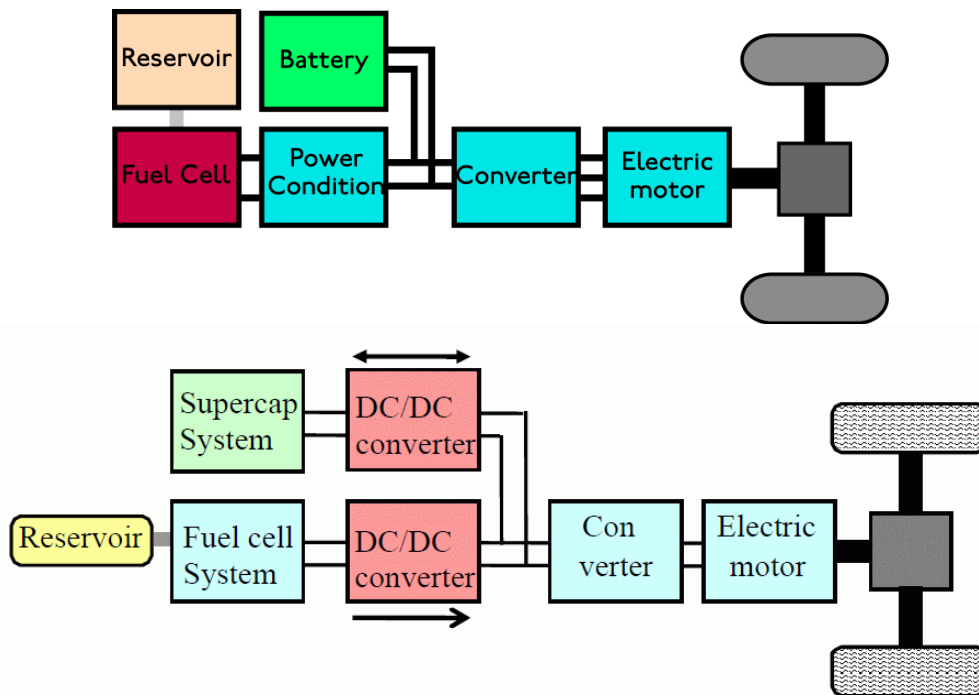 Reservoir
Battery
Fuel Cell
Power
Condition
Converter
Electric
motor
Supercap
System
DC/DC
converter
Reservoir
Fuel cell
System
DC/DC
converter
Con
verter
Electric
motor